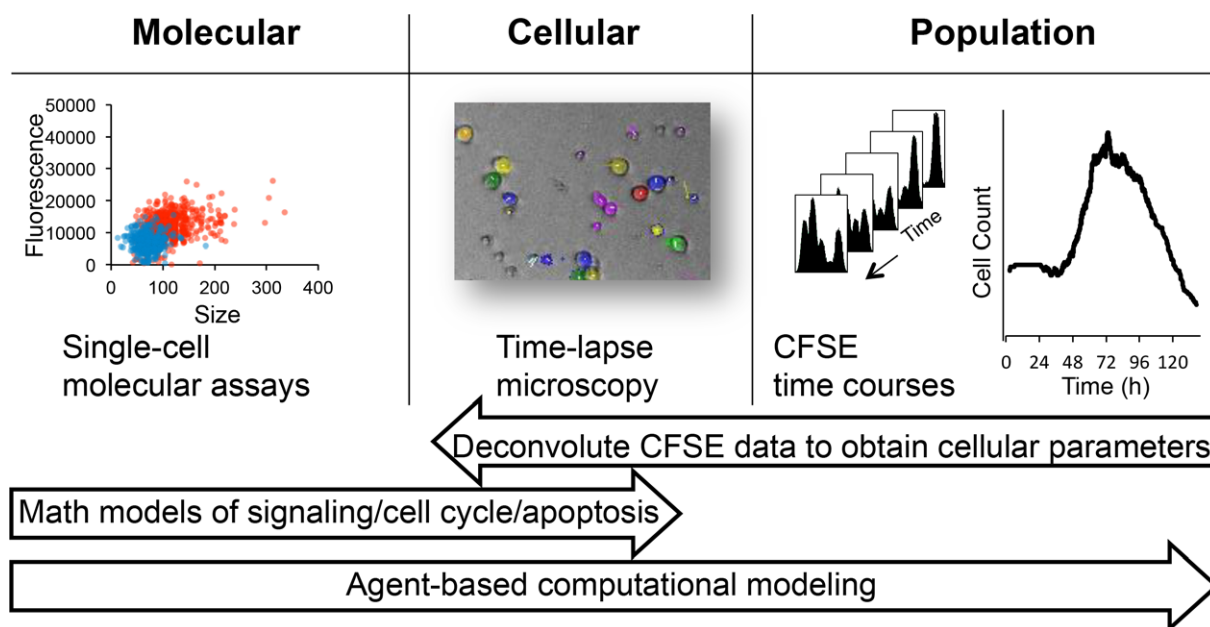 Molecular
Cellular
Population
Fluorescence
50000
40000
30000
20000
10000
0
0 100 200 300 400
Size
Single-cell
molecular assays
Time-lapse
microscopy
Time
CFSE
time courses
Cell Count
0 24 48 72 96 120
Time (h)
Deconvolute CFSE data to obtain cellular parameters
Math models of signaling/cell cycle/apoptosis
Agent-based computational modeling